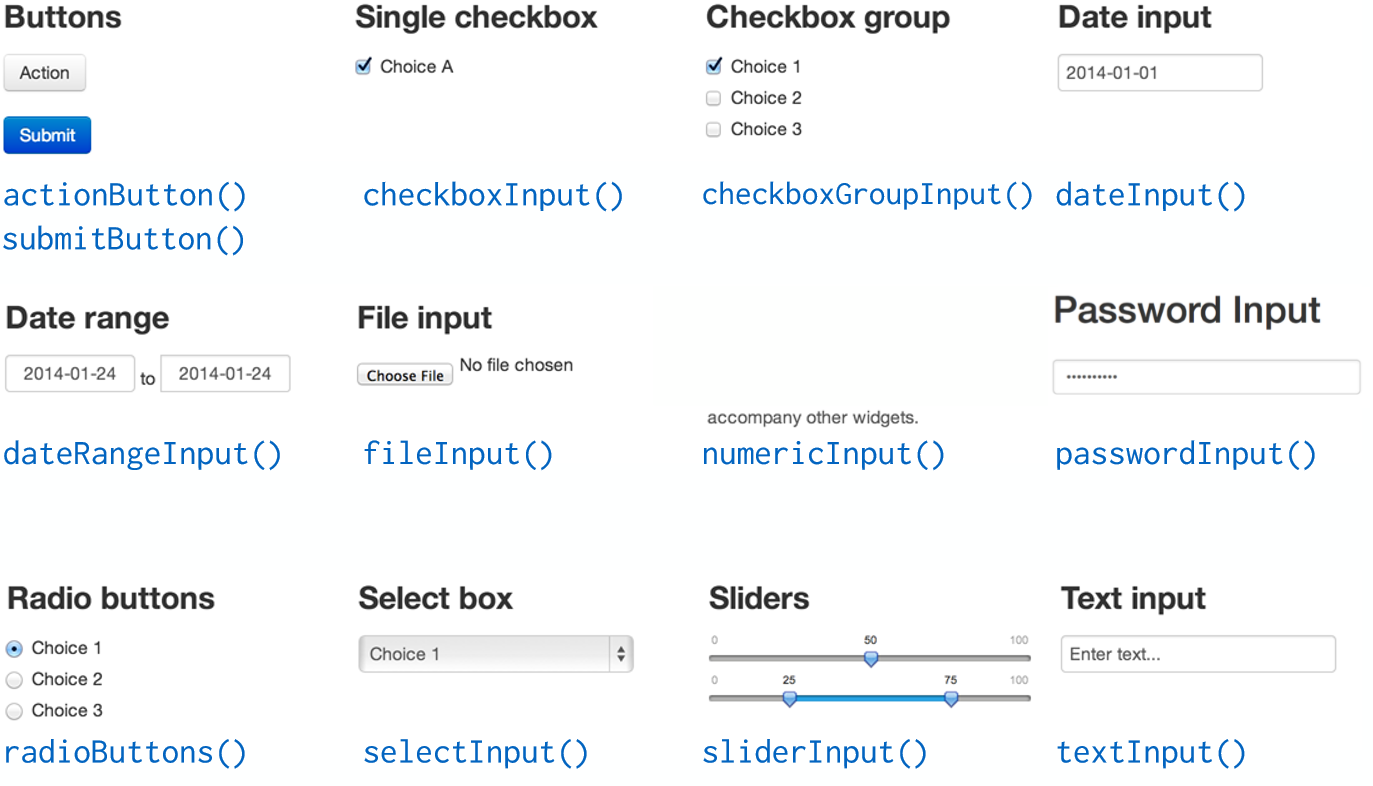 Buttons
Action
Submit
actionButton()
submitButton()
Single checkbox
Choice A
checkboxInput()
Checkbox group
Choice 1
Choice 2
Choice 3
checkboxGroupInput()
Date input
2014-01-01
dateInput()
Date range
2014-01-24 to 2014-01-24
dateRangeInput()
File input
Choose File No file chosen
fileInput()
accompany other widgets.
numericInput()
Password Input
••••••••••
passwordInput()
Radio buttons
Choice 1
Choice 2
Choice 3
radioButtons()
Select box
Choice 1
selectInput()
Sliders
0 50 100
0 25 75 100
sliderInput()
Text input
Enter text...
textInput()